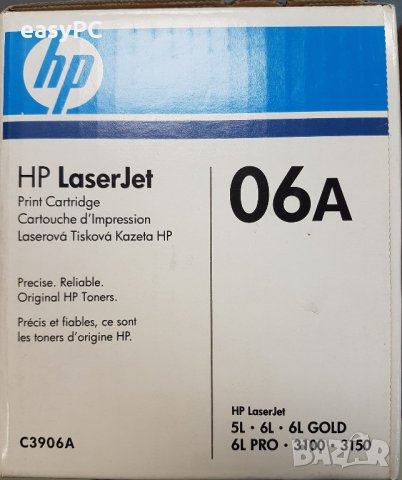 easyPC
hp
HP LaserJet
Print Cartridge
Cartouche d'Impression
Laserová Tisková Kazeta HP
06A
Precise. Reliable.
Original HP Toners.
Précis et fiables, ce sont
les toners d'origine HP.
HP LaserJet
5L • 6L • 6L GOLD
6L PRO • 3100 • 3150
C3906A
БАЗАР